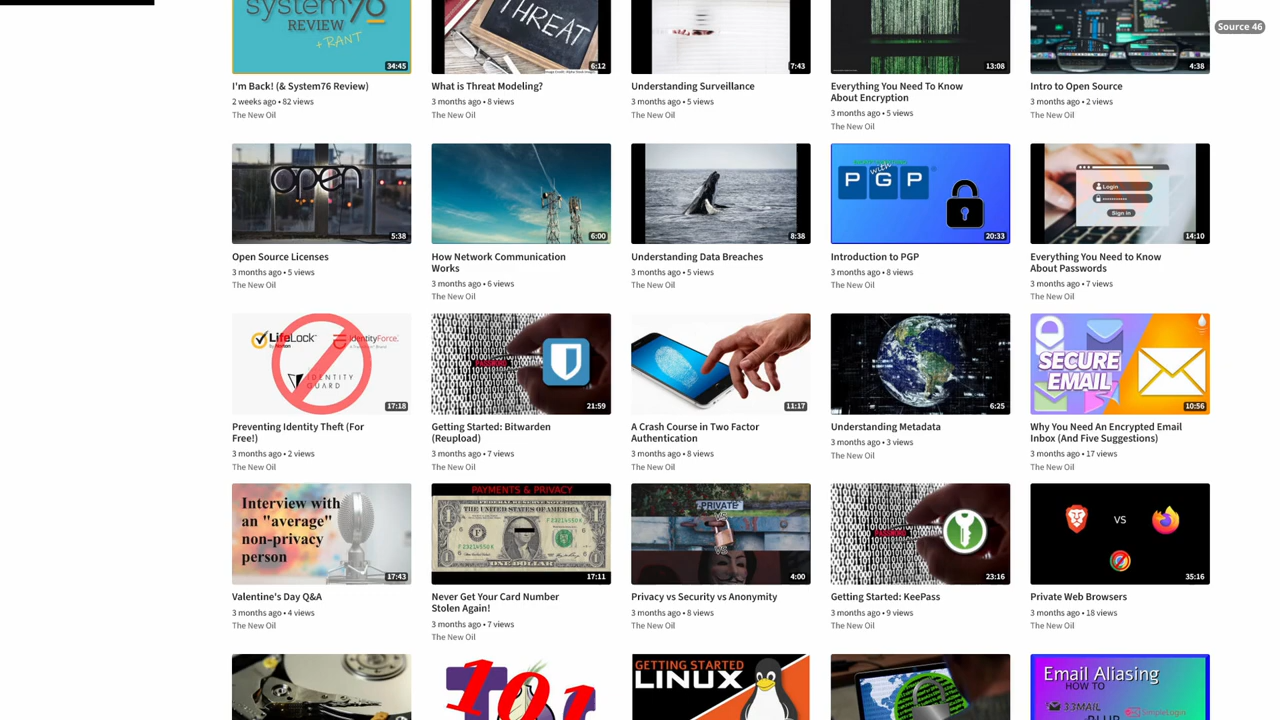 system76
REVIEW
+RANT
34:45
THREAT
6:12
7:43
13:08
4:38
Source 46
I'm Back! (& System76 Review)
2 weeks ago • 82 views
The New Oil
What is Threat Modeling?
3 months ago • 8 views
The New Oil
Understanding Surveillance
3 months ago • 5 views
The New Oil
Everything You Need To Know
About Encryption
3 months ago • 5 views
The New Oil
Intro to Open Source
3 months ago • 2 views
The New Oil
open
5:38
6:00
8:38
with
PGP
20:33
Login
Sign in
14:10
Open Source Licenses
3 months ago • 5 views
The New Oil
How Network Communication
Works
3 months ago • 6 views
The New Oil
Understanding Data Breaches
3 months ago • 5 views
The New Oil
Introduction to PGP
3 months ago • 8 views
The New Oil
Everything You Need to Know
About Passwords
3 months ago • 7 views
The New Oil
LifeLock
IdentityForce.
IDENTITY
GUARD
17:18
21:59
11:17
6:25
SECURE
EMAIL
10:56
Preventing Identity Theft (For
Free!)
3 months ago • 2 views
The New Oil
Getting Started: Bitwarden
(Reupload)
3 months ago • 7 views
The New Oil
A Crash Course in Two Factor
Authentication
3 months ago • 8 views
The New Oil
Understanding Metadata
3 months ago • 3 views
The New Oil
Why You Need An Encrypted Email
Inbox (And Five Suggestions)
3 months ago • 17 views
The New Oil
Interview with
an "average"
non-privacy
person
17:43
PAYMENTS & PRIVACY
FEDERAL RESERVE NOTE
THE UNITED STATES OF AMERICA
ONE DOLLAR
17:11
PRIVATE
VS
VS
4:00
23:16
VS
35:16
Valentine's Day Q&A
3 months ago • 4 views
The New Oil
Never Get Your Card Number
Stolen Again!
3 months ago • 7 views
The New Oil
Privacy vs Security vs Anonymity
3 months ago • 8 views
The New Oil
Getting Started: KeePass
3 months ago • 9 views
The New Oil
Private Web Browsers
3 months ago • 18 views
The New Oil
101
GETTING STARTED
LINUX
Email Aliasing
HOW TO
33MAIL
SimpleLogin
BLUR